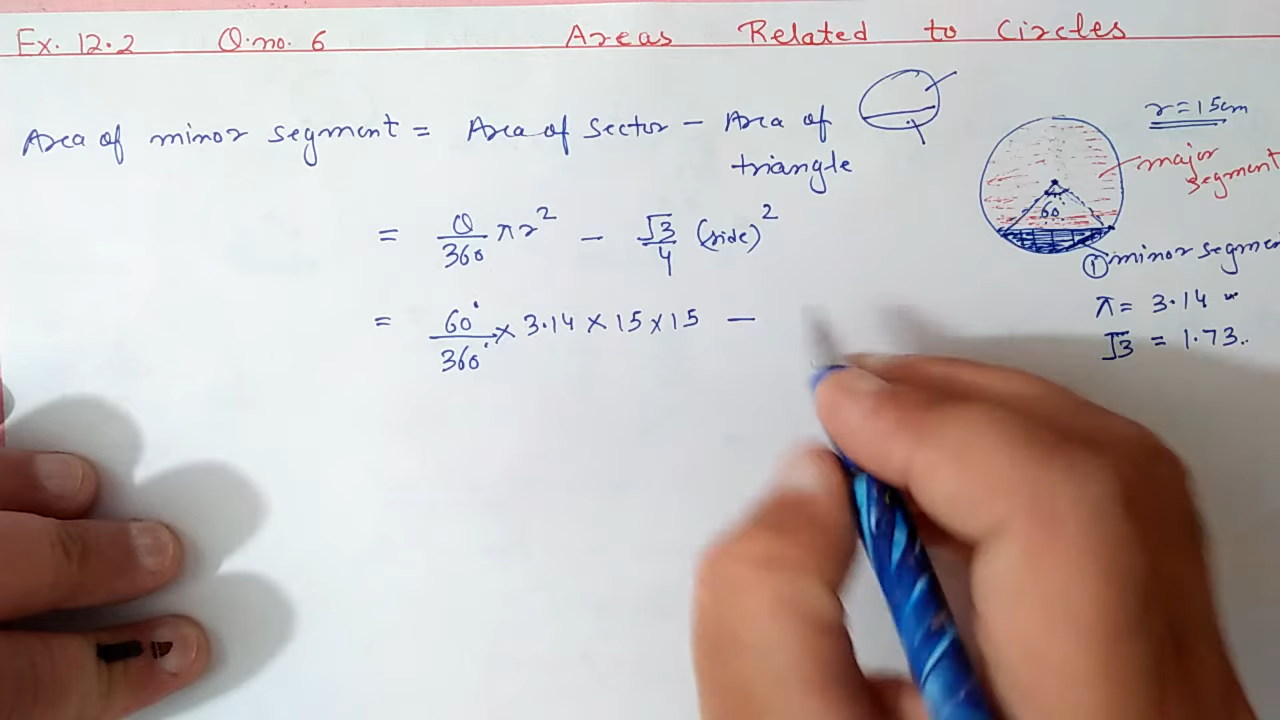 Ex. 12.2 Q.no. 6 Areas Related to Circles
Area of minor segment = Area of sector − Area of triangle
= θ/360 πr² − √3/4 (side)²
= 60°/360° × 3.14 × 15 × 15 −
r = 15cm
major segment
60°
① minor segmen
π = 3.14
√3 = 1.73